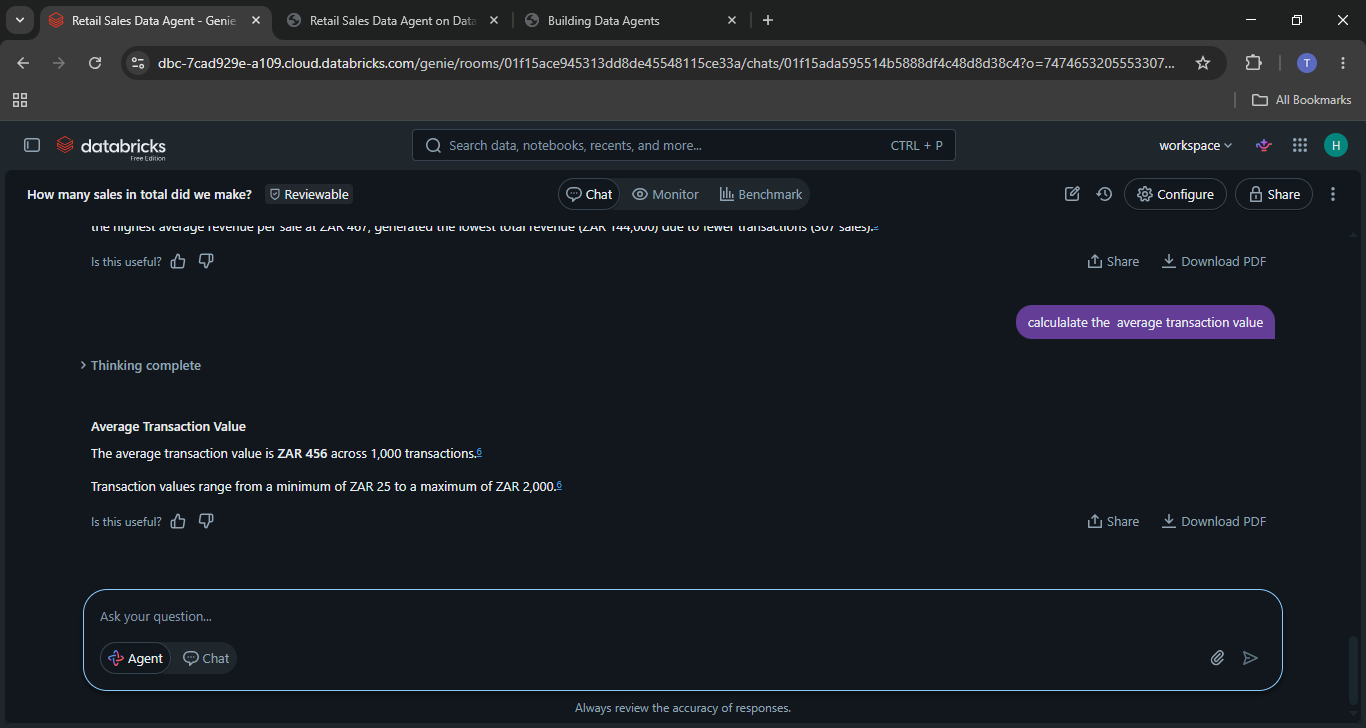 Retail Sales Data Agent - Genie
Retail Sales Data Agent on Data
Building Data Agents
dbc-7cad929e-a109.cloud.databricks.com/genie/rooms/01f15ace945313dd8de45548115ce33a/chats/01f15ada595514b5888df4c48d8d38c4?o=7474653205553307...
T
All Bookmarks
databricks
Free Edition
Search data, notebooks, recents, and more...
CTRL + P
workspace
H
How many sales in total did we make?
Reviewable
Chat
Monitor
Benchmark
Configure
Share
the highest average revenue per sale at ZAR 467, generated the lowest total revenue (ZAR 144,000) due to fewer transactions (307 sales).
Is this useful?
Share
Download PDF
calculalate the average transaction value
Thinking complete
Average Transaction Value
The average transaction value is ZAR 456 across 1,000 transactions.6
Transaction values range from a minimum of ZAR 25 to a maximum of ZAR 2,000.6
Is this useful?
Share
Download PDF
Ask your question...
Agent
Chat
Always review the accuracy of responses.